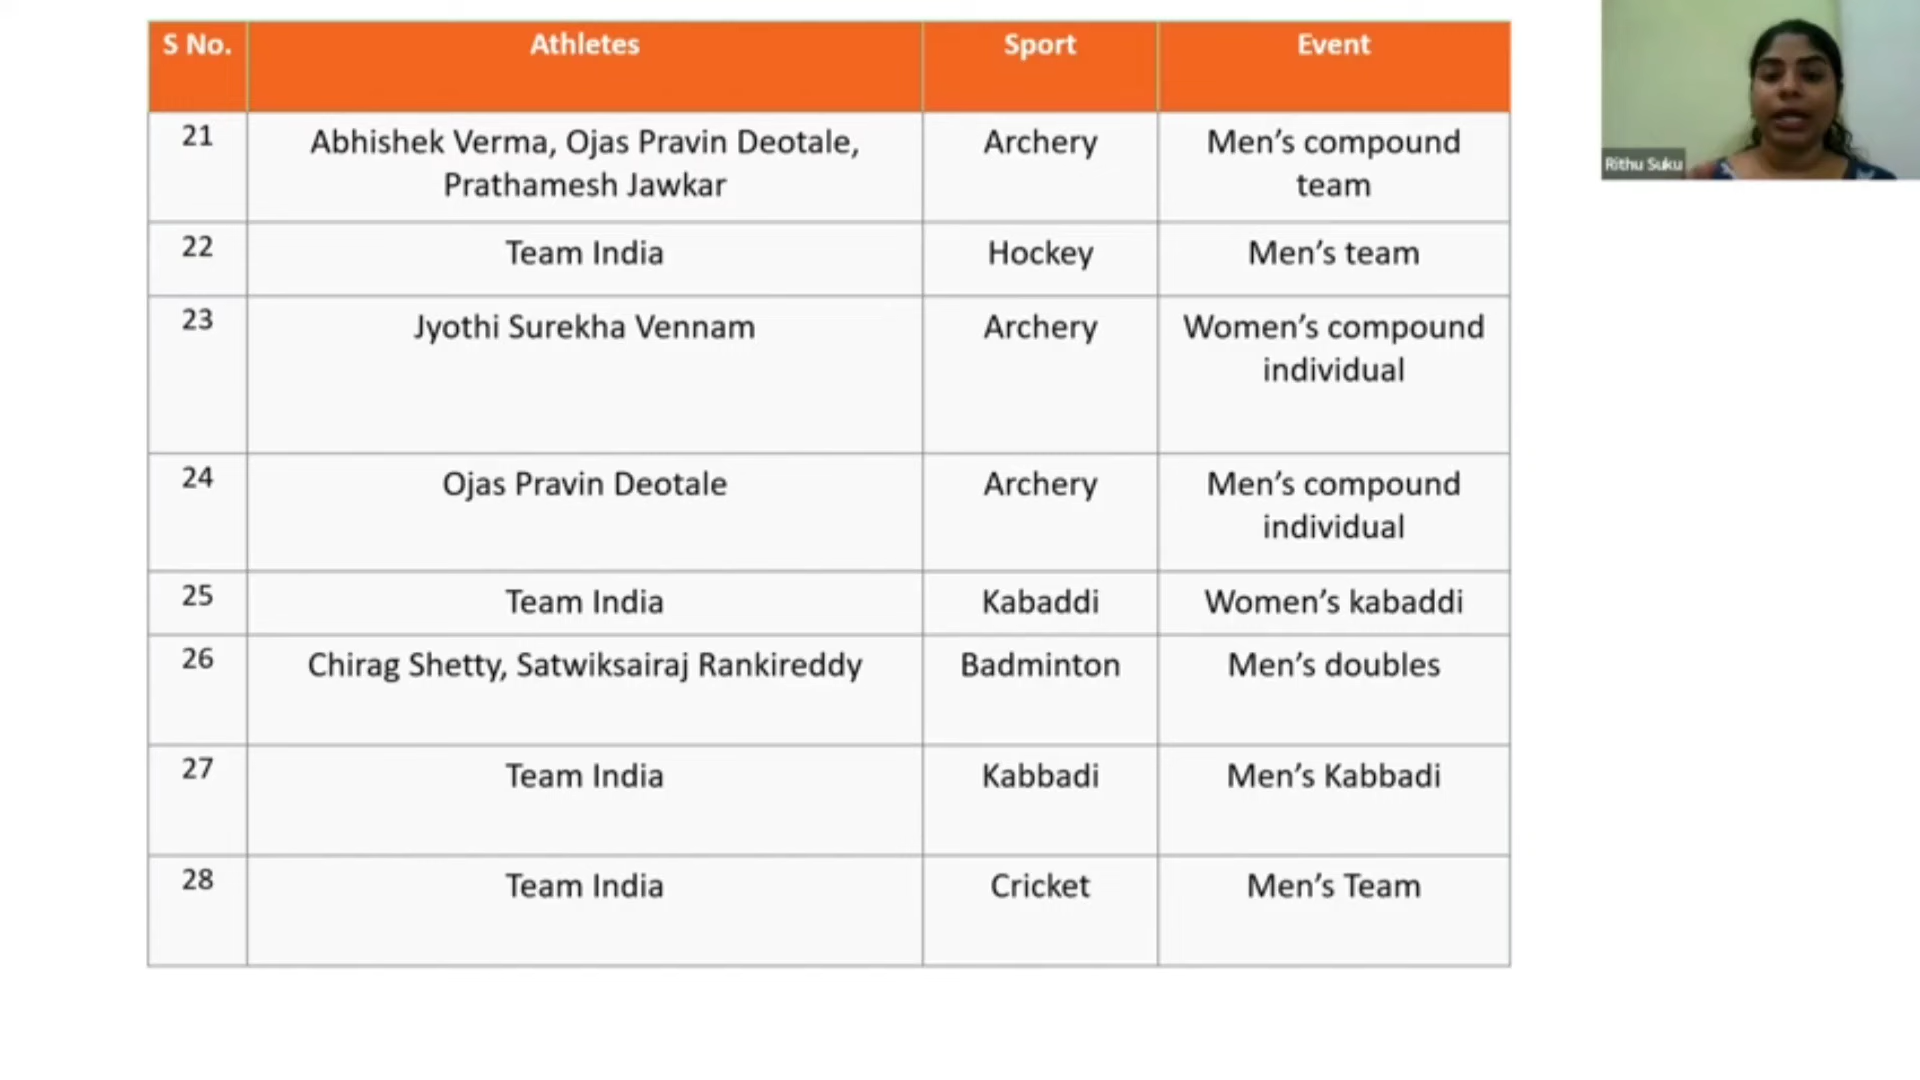 S No. Athletes Sport Event
21 Abhishek Verma, Ojas Pravin Deotale, Archery Men's compound
Prathamesh Jawkar team
22 Team India Hockey Men's team
23 Jyothi Surekha Vennam Archery Women's compound
individual
24 Ojas Pravin Deotale Archery Men's compound
individual
25 Team India Kabaddi Women's kabaddi
26 Chirag Shetty, Satwiksairaj Rankireddy Badminton Men's doubles
27 Team India Kabbadi Men's Kabbadi
28 Team India Cricket Men's Team
Rithu Suku